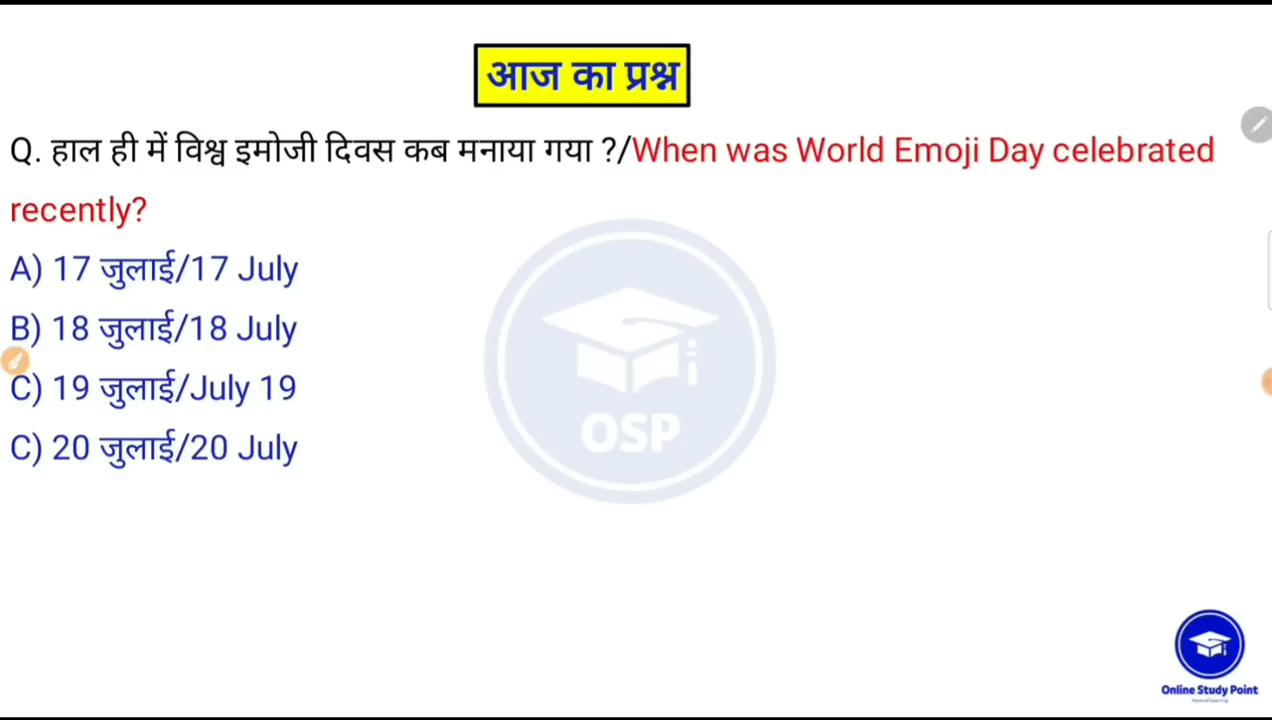 आज का प्रश्न
Q. हाल ही में विश्व इमोजी दिवस कब मनाया गया ?/When was World Emoji Day celebrated
recently?
A) 17 जुलाई/17 July
B) 18 जुलाई/18 July
C) 19 जुलाई/July 19
C) 20 जुलाई/20 July
OSP
Online Study Point